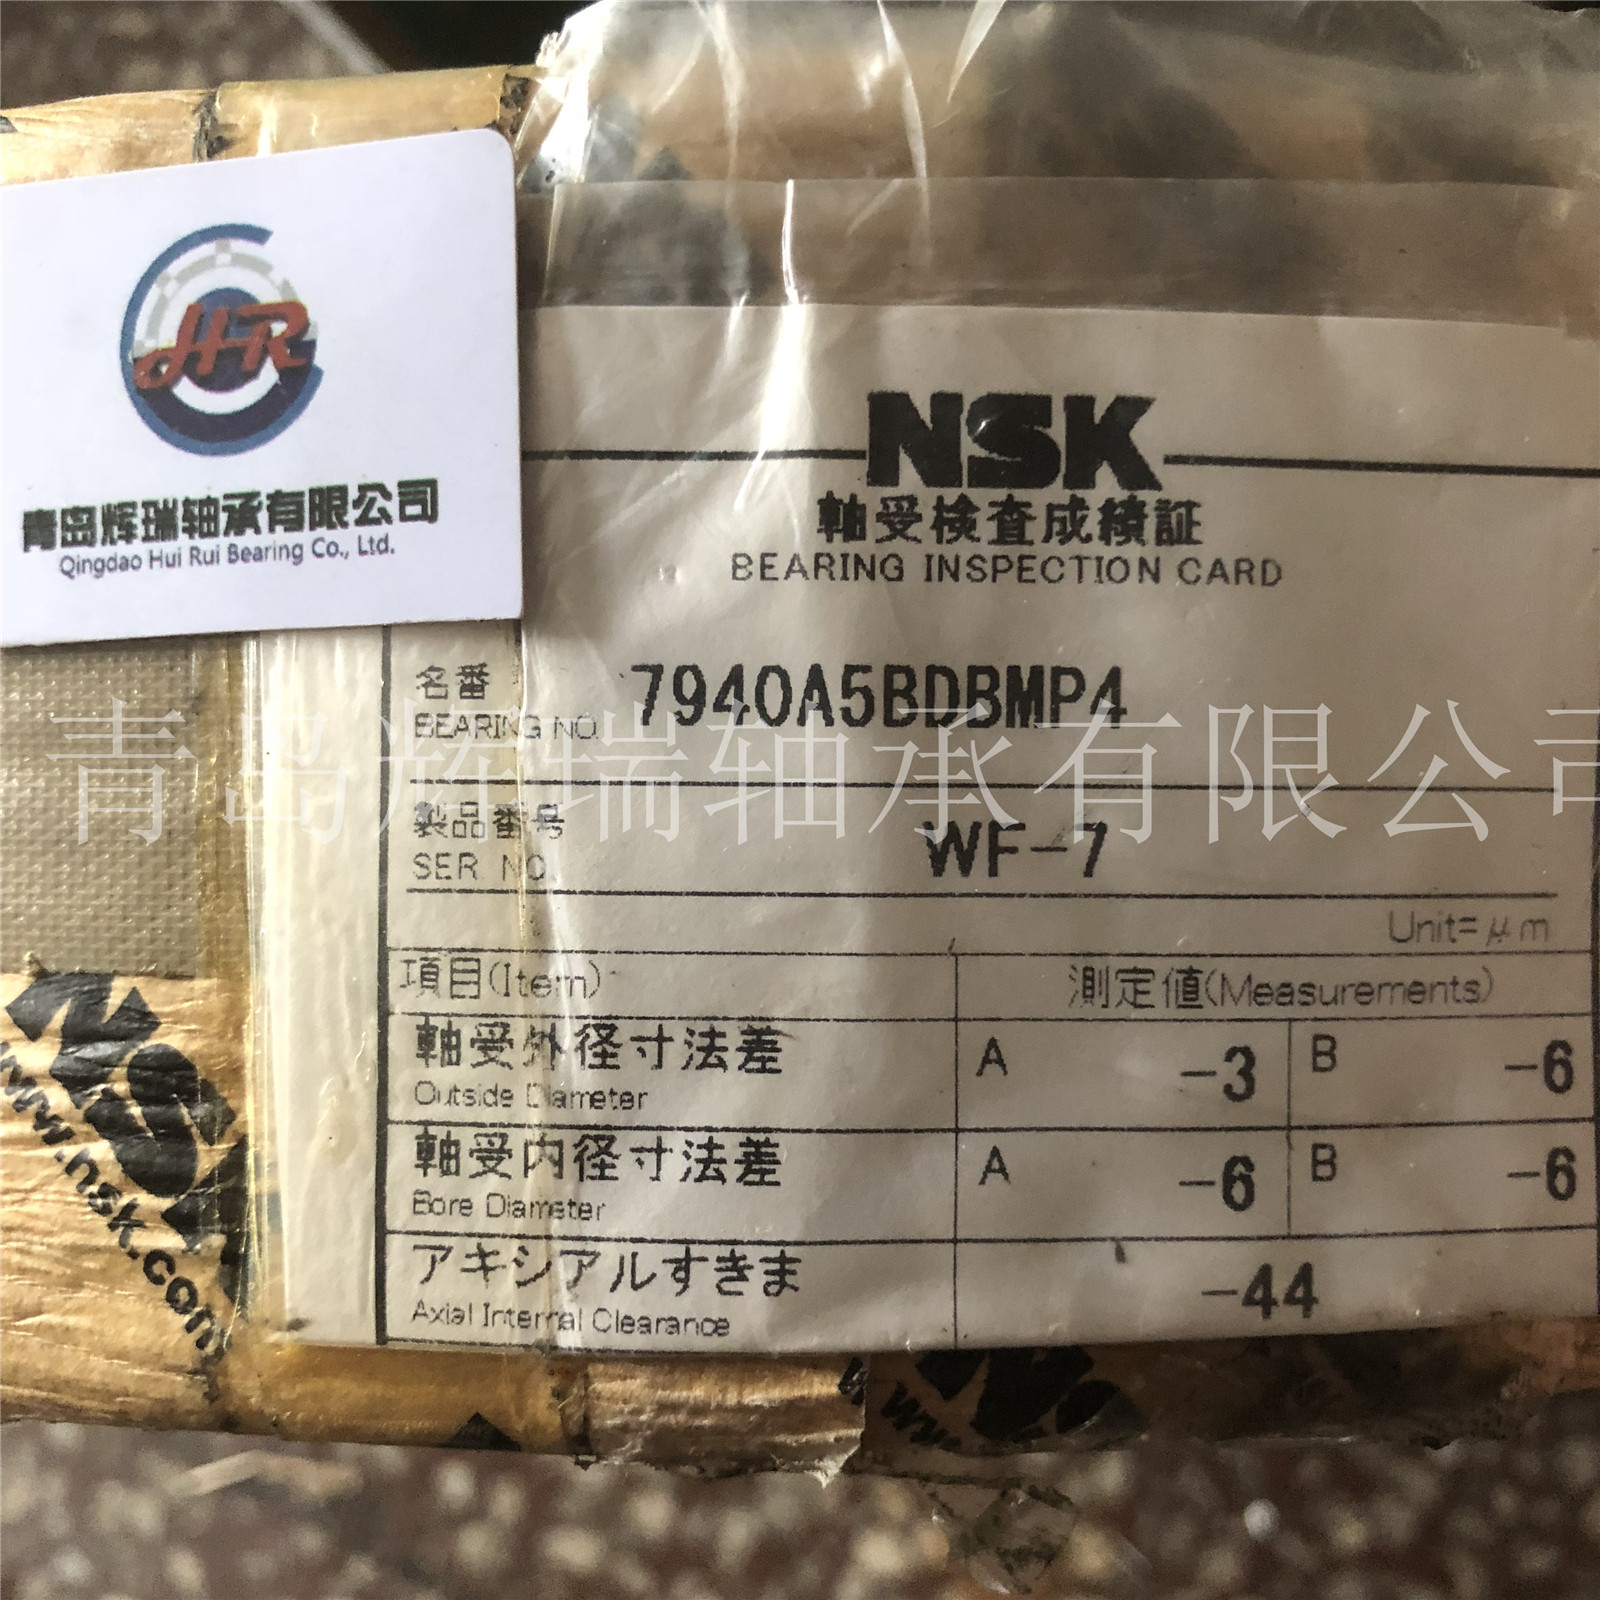 HR
青岛辉瑞轴承有限公司
Qingdao Hui Rui Bearing Co., Ltd.
NSK
軸受検査成績証
BEARING INSPECTION CARD
名番
BEARING NO. 7940A5BDBMP4
青岛辉瑞轴承有限公司
製品番号
SER NO. WF-7
Unit=μm
項目(Item) 測定値(Measurements)
軸受外径寸法差 A -3 B -6
Outside Diameter
軸受内径寸法差 A -6 B -6
Bore Diameter
アキシアルすきま -44
Axial Internal Clearance
NSK
www.nsk.com